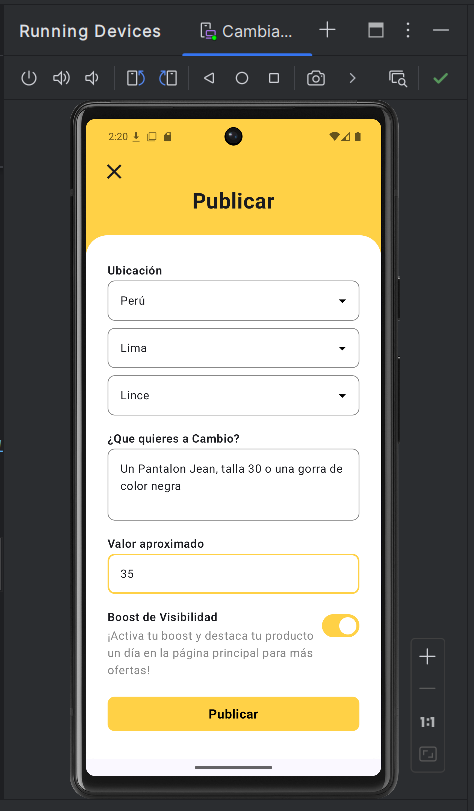 Running Devices
Cambia...
2:20
Publicar
Ubicación
Perú
Lima
Lince
¿Que quieres a Cambio?
Un Pantalon Jean, talla 30 o una gorra de
color negra
Valor aproximado
35
Boost de Visibilidad
¡Activa tu boost y destaca tu producto
un día en la página principal para más
ofertas!
1:1
Publicar